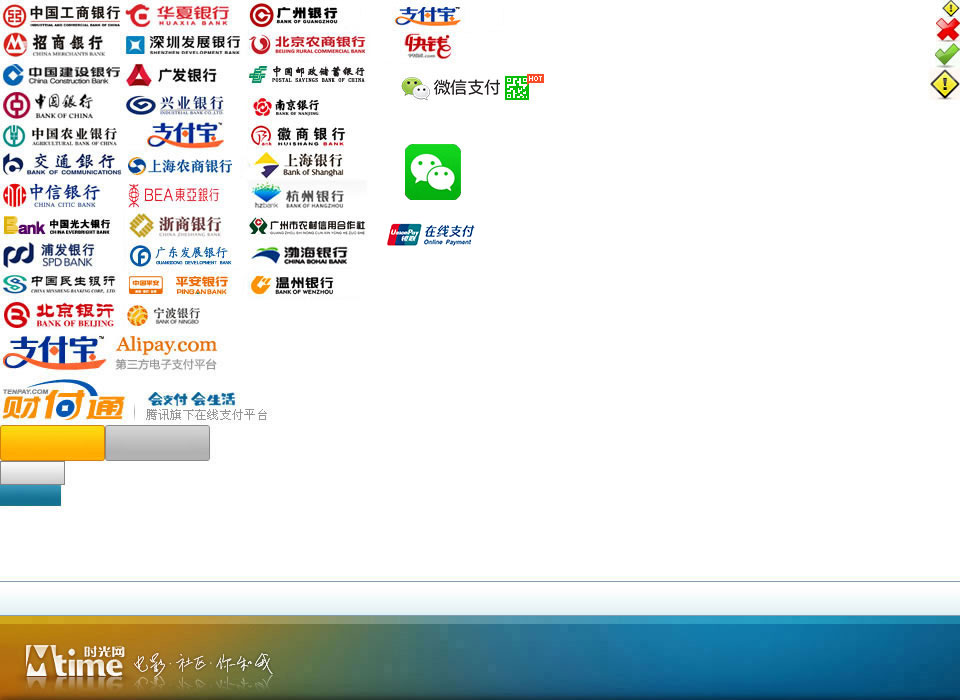 中国工商银行
INDUSTRIAL AND COMMERCIAL BANK OF CHINA
华夏银行
HUAXIA BANK
广州银行
BANK OF GUANGZHOU
支付宝™
招商银行
CHINA MERCHANTS BANK
深圳发展银行
SHENZHEN DEVELOPMENT BANK
北京农商银行
BEIJING RURAL COMMERCIAL BANK
快钱
99Bill.com
中国建设银行
China Construction Bank
广发银行
中国邮政储蓄银行
POSTAL SAVINGS BANK OF CHINA
微信支付
HOT
中国银行
BANK OF CHINA
兴业银行
INDUSTRIAL BANK CO.,LTD.
南京银行
BANK OF NANJING
中国农业银行
AGRICULTURAL BANK OF CHINA
支付宝™
徽商银行
HUISHANG BANK
交通银行
BANK OF COMMUNICATIONS
上海农商银行
上海银行
Bank of Shanghai
中信银行
CHINA CITIC BANK
BEA東亞銀行
杭州银行
hzbank
BANK OF HANGZHOU
Bank
中国光大银行
CHINA EVERBRIGHT BANK
浙商银行
CHINA ZHESHANG BANK
广州市农村信用合作社
UnionPay
银联
在线支付
Online Payment
浦发银行
SPD BANK
广东发展银行
GUANGDONG DEVELOPMENT BANK
渤海银行
CHINA BOHAI BANK
中国民生银行
CHINA MINSHENG BANKING CORP., LTD.
中国平安
平安银行
PING AN BANK
温州银行
BANK OF WENZHOU
北京银行
BANK OF BEIJING
宁波银行
BANK OF NINGBO
支付宝™
Alipay.com
第三方电子支付平台
TENPAY.COM
财付通
会支付 会生活
腾讯旗下在线支付平台
Mtime
时光网
电影·社区·你和我